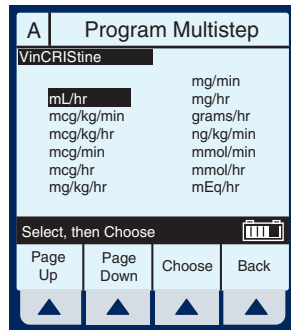 A Program Multistep
VinCRIStine
mL/hr
mcg/kg/min
mcg/kg/hr
mcg/min
mcg/hr
mg/kg/hr
mg/min
mg/hr
grams/hr
ng/kg/min
mmol/min
mmol/hr
mEq/hr
Select, then Choose
Page Up
Page Down
Choose
Back